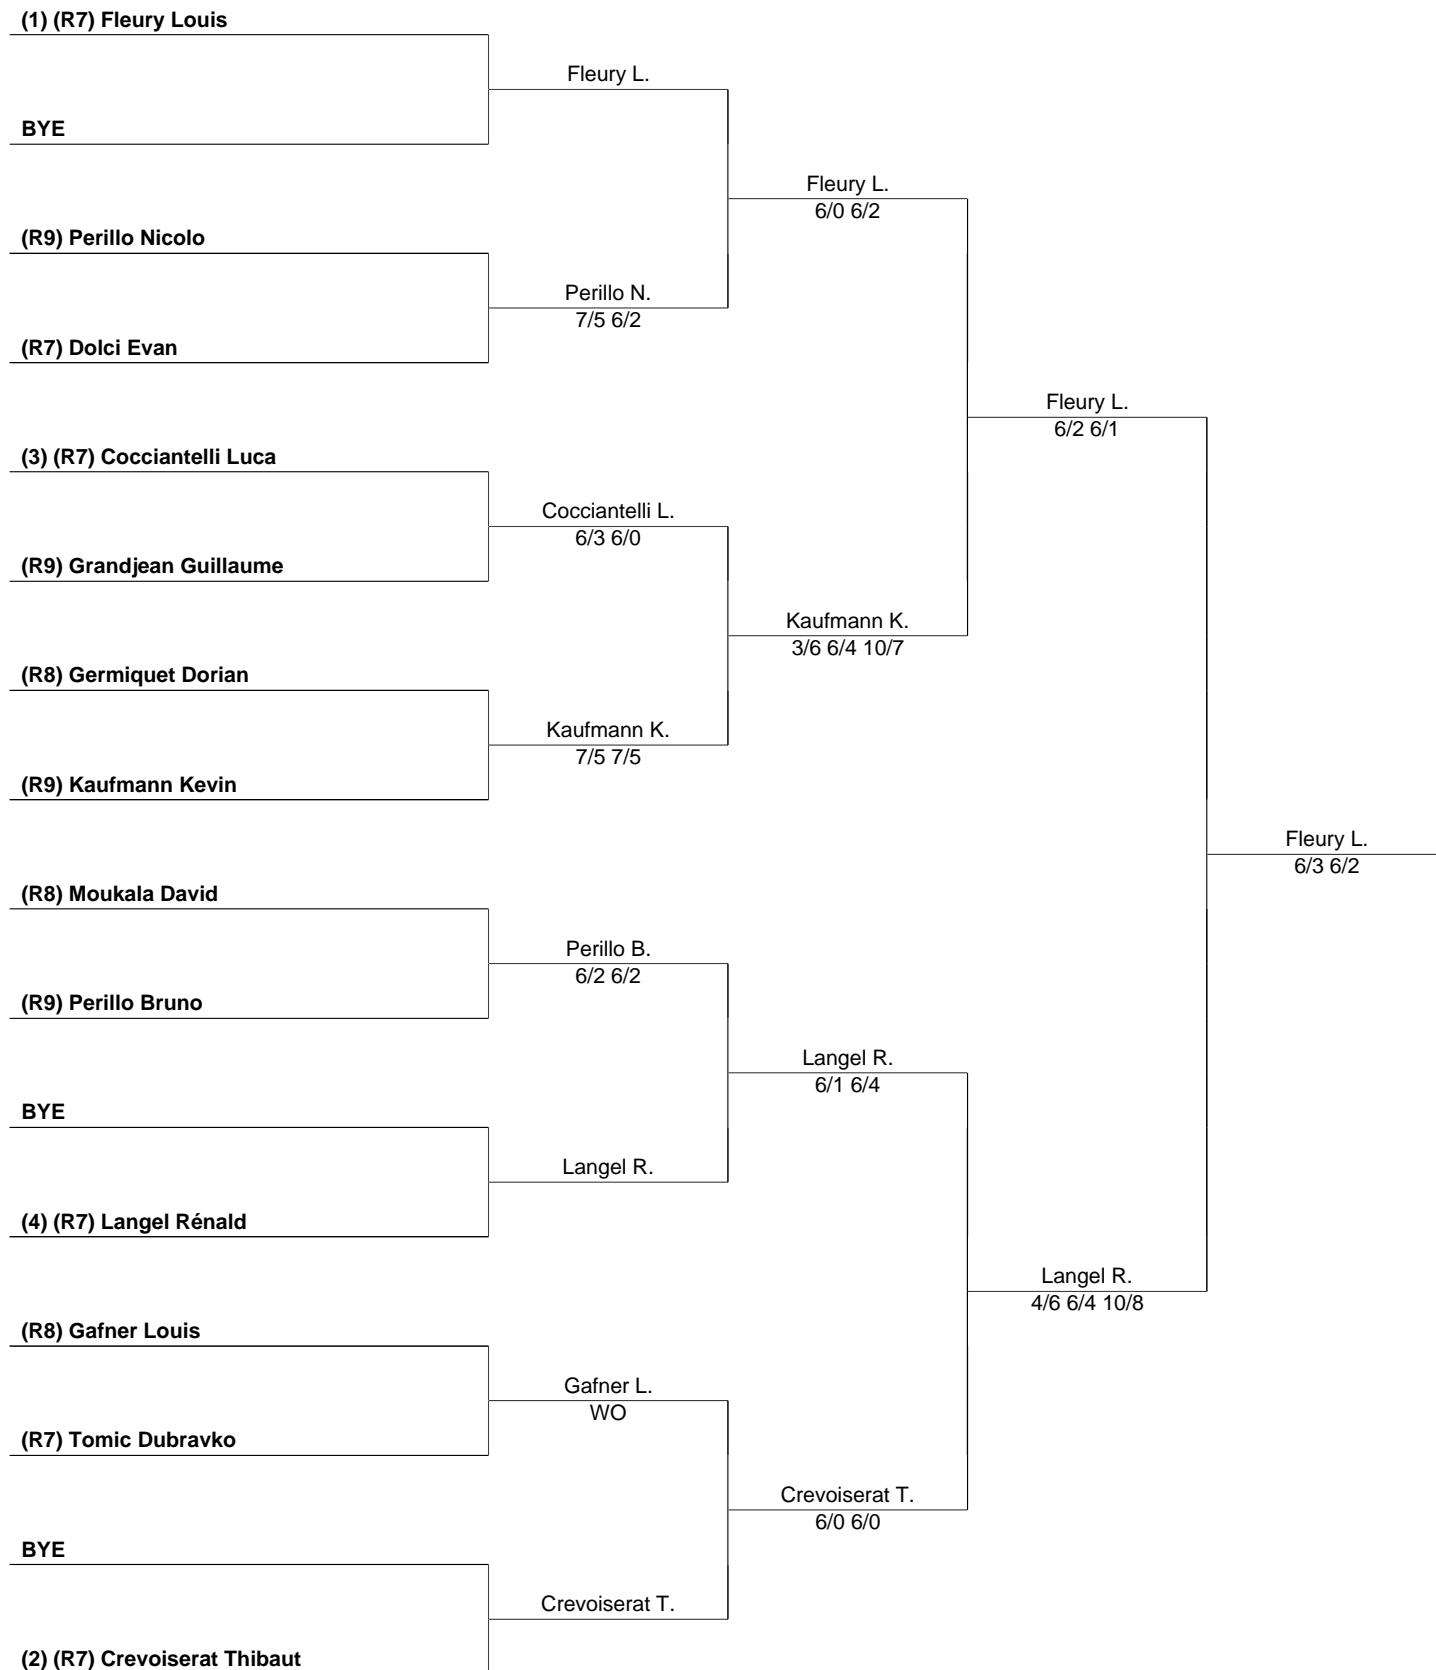 (1) (R7) Fleury Louis
Fleury L.
BYE
Fleury L.
6/0 6/2
(R9) Perillo Nicolo
Perillo N.
7/5 6/2
(R7) Dolci Evan
Fleury L.
6/2 6/1
(3) (R7) Cocciantelli Luca
Cocciantelli L.
6/3 6/0
(R9) Grandjean Guillaume
Kaufmann K.
3/6 6/4 10/7
(R8) Germiquet Dorian
Kaufmann K.
7/5 7/5
(R9) Kaufmann Kevin
Fleury L.
6/3 6/2
(R8) Moukala David
Perillo B.
6/2 6/2
(R9) Perillo Bruno
Langel R.
6/1 6/4
BYE
Langel R.
(4) (R7) Langel Rénald
Langel R.
4/6 6/4 10/8
(R8) Gafner Louis
Gafner L.
WO
(R7) Tomic Dubravko
Crevoiserat T.
6/0 6/0
BYE
Crevoiserat T.
(2) (R7) Crevoiserat Thibaut